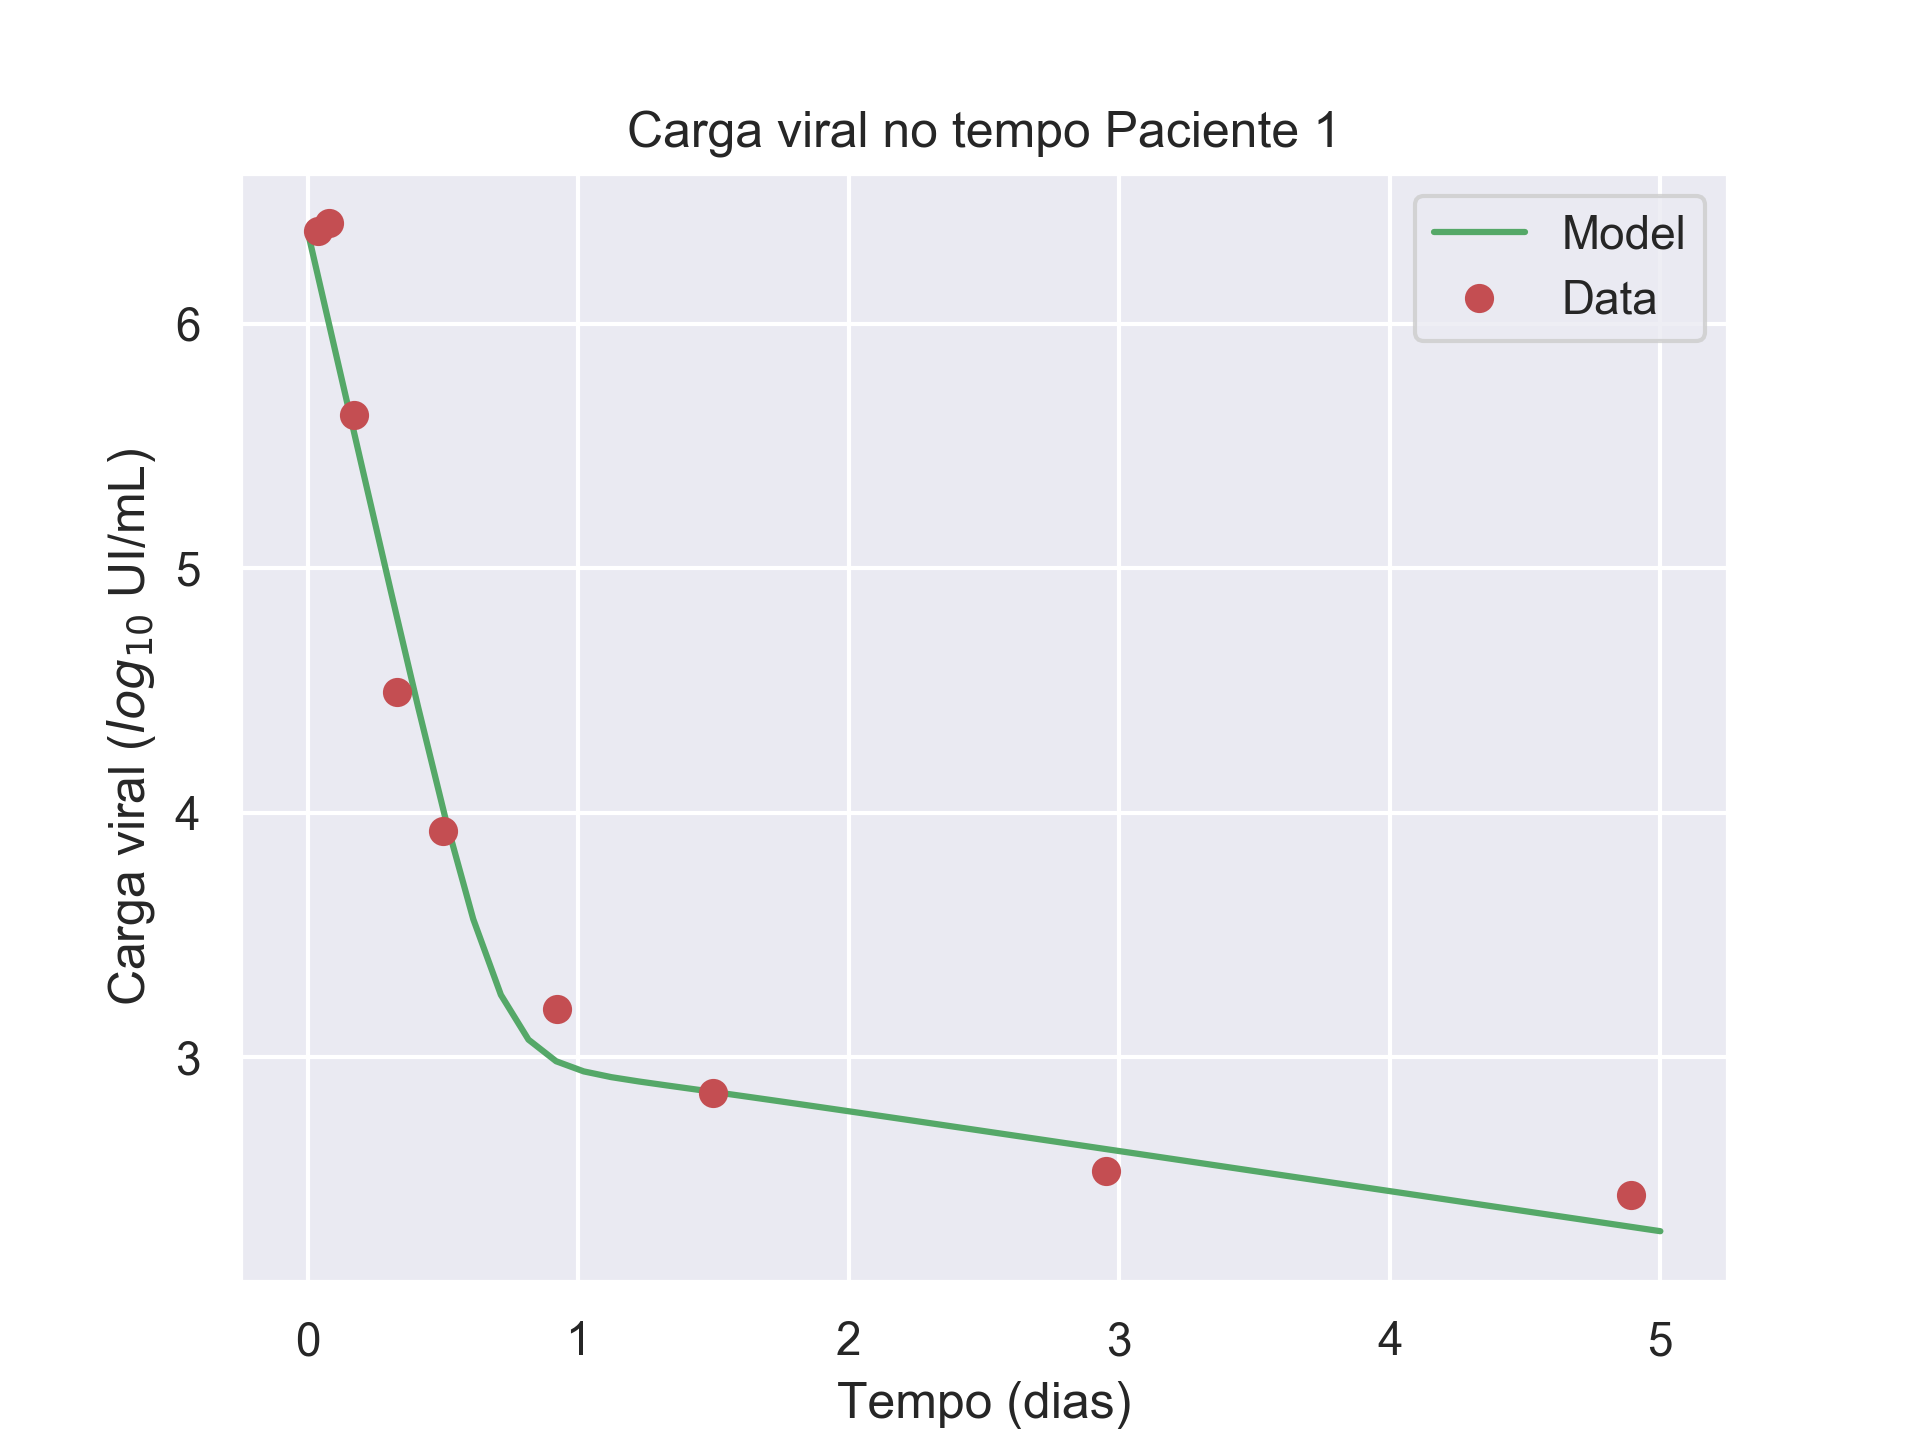 Carga viral no tempo Paciente 1
Model
Data
Carga viral (log₁₀ UI/mL)
6
5
4
3
0 1 2 3 4 5
Tempo (dias)